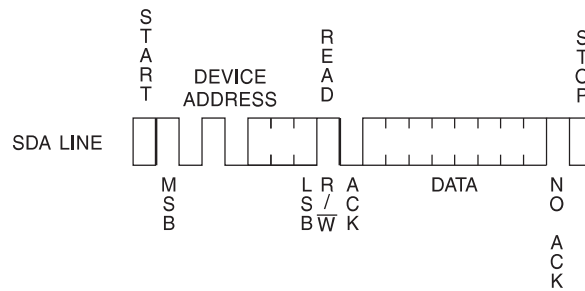 START
DEVICE
ADDRESS
READ
STOP
SDA LINE
MSB
LSB
R/W
ACK
DATA
NO ACK